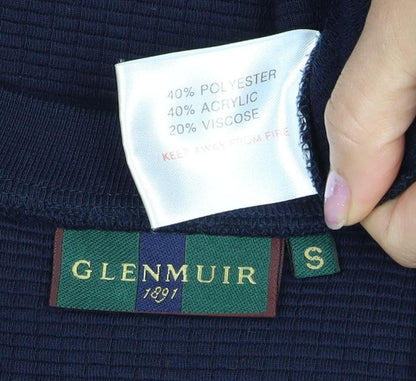 40% POLYESTER
40% ACRYLIC
20% VISCOSE
KEEP AWAY FROM FIRE
GLENMUIR
1891
S